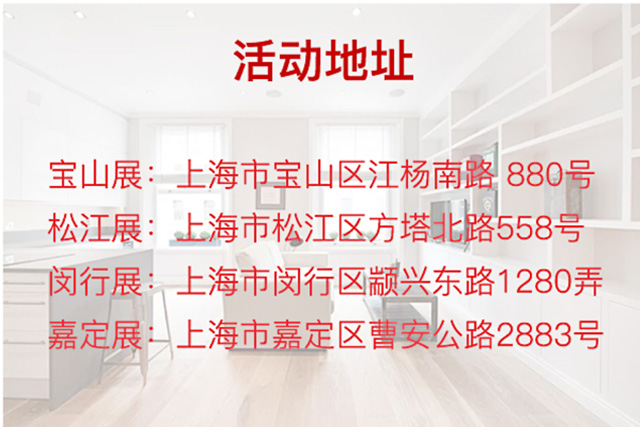 活动地址
宝山展：上海市宝山区江杨南路 880号
松江展：上海市松江区方塔北路558号
闵行展：上海市闵行区颛兴东路1280弄
嘉定展：上海市嘉定区曹安公路2883号